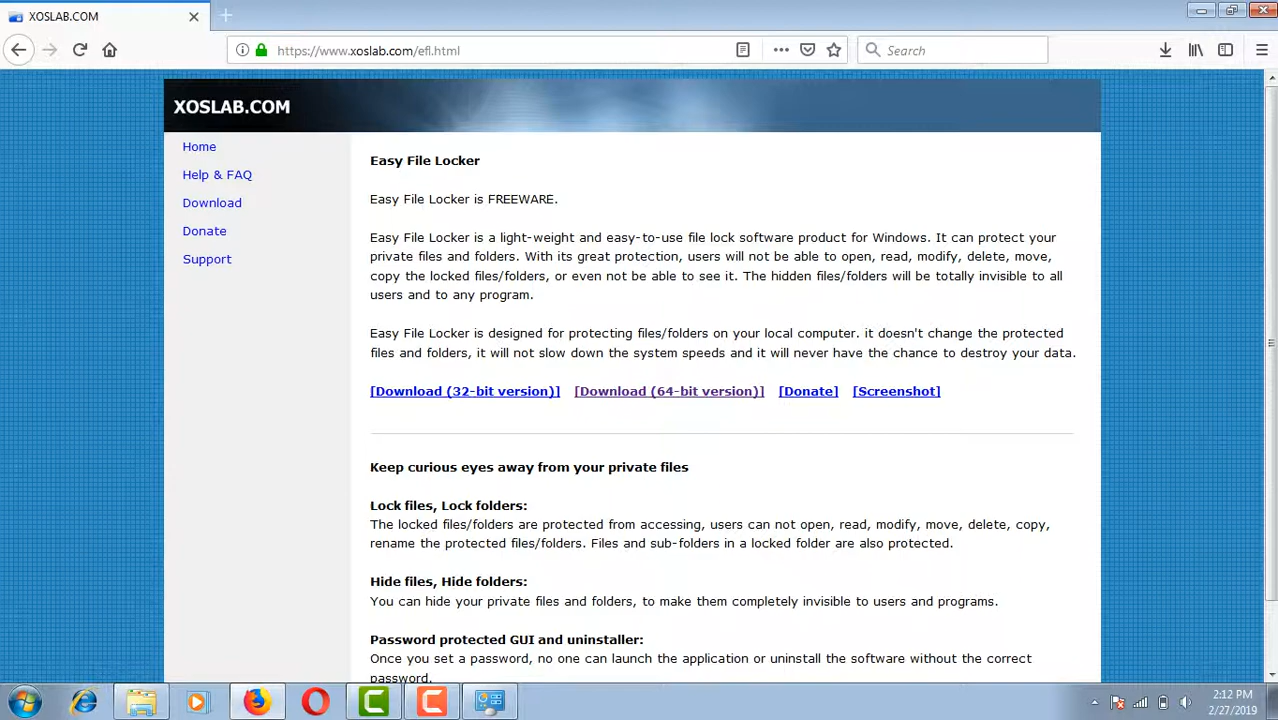 XOSLAB.COM
https://www.xoslab.com/efl.html
Search
XOSLAB.COM
Home
Help & FAQ
Download
Donate
Support
Easy File Locker
Easy File Locker is FREEWARE.
Easy File Locker is a light-weight and easy-to-use file lock software product for Windows. It can protect your
private files and folders. With its great protection, users will not be able to open, read, modify, delete, move,
copy the locked files/folders, or even not be able to see it. The hidden files/folders will be totally invisible to all
users and to any program.
Easy File Locker is designed for protecting files/folders on your local computer. it doesn't change the protected
files and folders, it will not slow down the system speeds and it will never have the chance to destroy your data.
[Download (32-bit version)] [Download (64-bit version)] [Donate] [Screenshot]
Keep curious eyes away from your private files
Lock files, Lock folders:
The locked files/folders are protected from accessing, users can not open, read, modify, move, delete, copy,
rename the protected files/folders. Files and sub-folders in a locked folder are also protected.
Hide files, Hide folders:
You can hide your private files and folders, to make them completely invisible to users and programs.
Password protected GUI and uninstaller:
Once you set a password, no one can launch the application or uninstall the software without the correct
password.
2:12 PM
2/27/2019